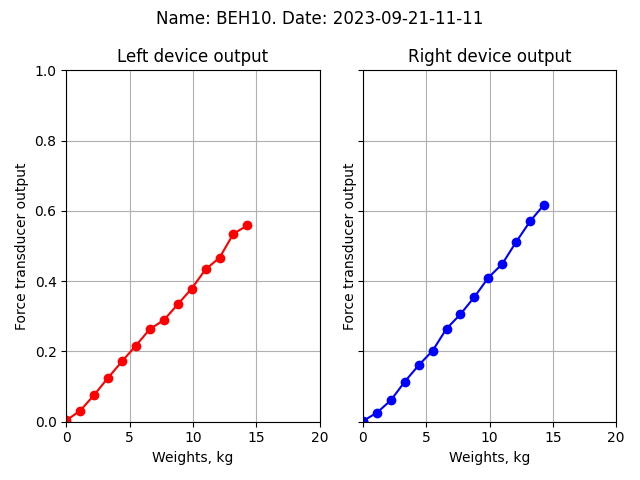 Name: BEH10. Date: 2023-09-21-11-11
Left device output
Right device output
1.0
0.8
0.6
0.4
0.2
0.0
Force transducer output
Force transducer output
0 5 10 15 20
0 5 10 15 20
Weights, kg
Weights, kg